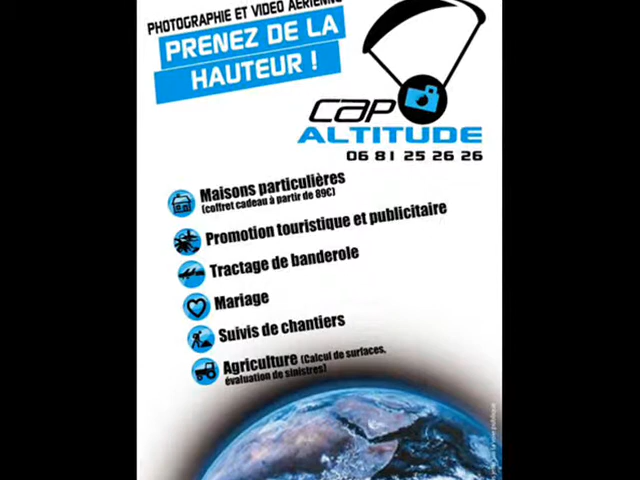 PHOTOGRAPHIE ET VIDÉO AÉRIENNE
PRENEZ DE LA
HAUTEUR !
CAP
ALTITUDE
06 81 25 26 26
Maisons particulières
(coffret cadeau à partir de 89€)
Promotion touristique et publicitaire
Tractage de banderole
Mariage
Suivis de chantiers
Agriculture (Calcul de surfaces,
évaluation de sinistres)